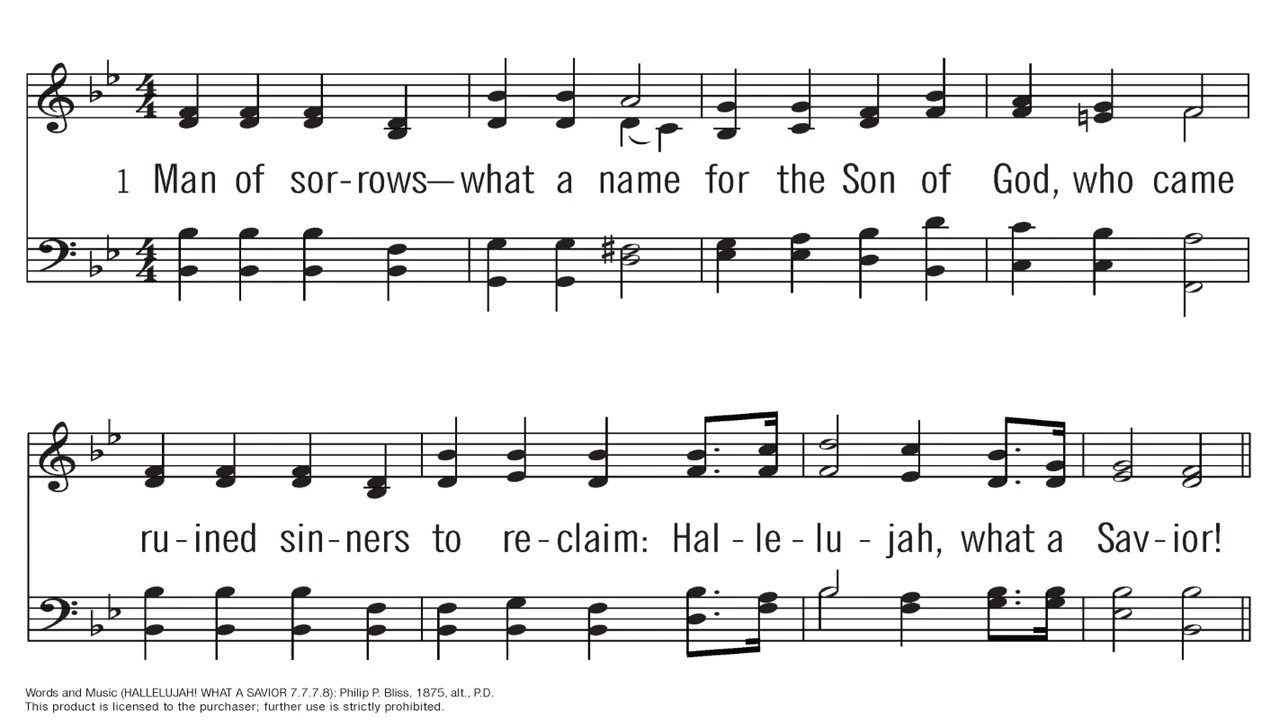 1 Man of sor-rows—what a name for the Son of God, who came
ru-ined sin-ners to re-claim: Hal-le-lu-jah, what a Sav-ior!
Words and Music (HALLELUJAH! WHAT A SAVIOR 7.7.7.8): Philip P. Bliss, 1875, alt., P.D.
This product is licensed to the purchaser; further use is strictly prohibited.